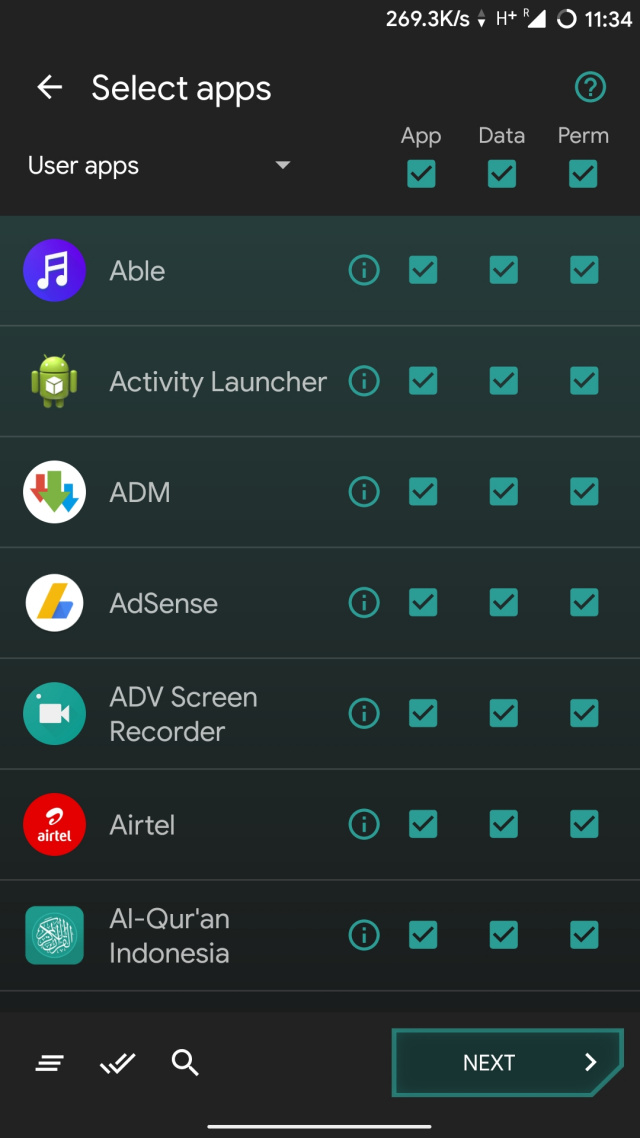 269.3K/s H+ R 11:34
Select apps
App Data Perm
User apps
Able
Activity Launcher
ADM
AdSense
ADV Screen
Recorder
airtel
Airtel
Al-Qur'an
Indonesia
NEXT